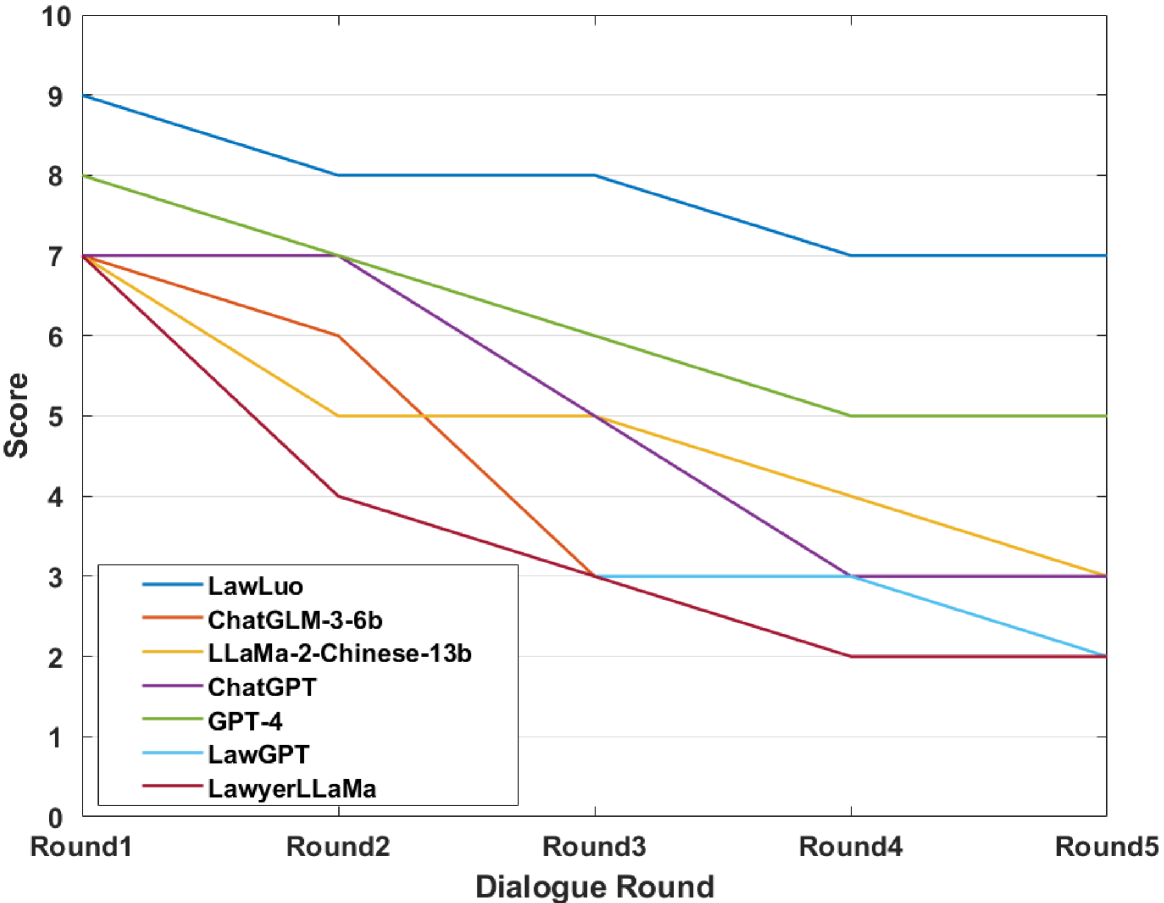 10
9
8
7
6
5
4
3
2
1
0
Score
LawLuo
ChatGLM-3-6b
LLaMa-2-Chinese-13b
ChatGPT
GPT-4
LawGPT
LawyerLLaMa
Round1 Round2 Round3 Round4 Round5
Dialogue Round